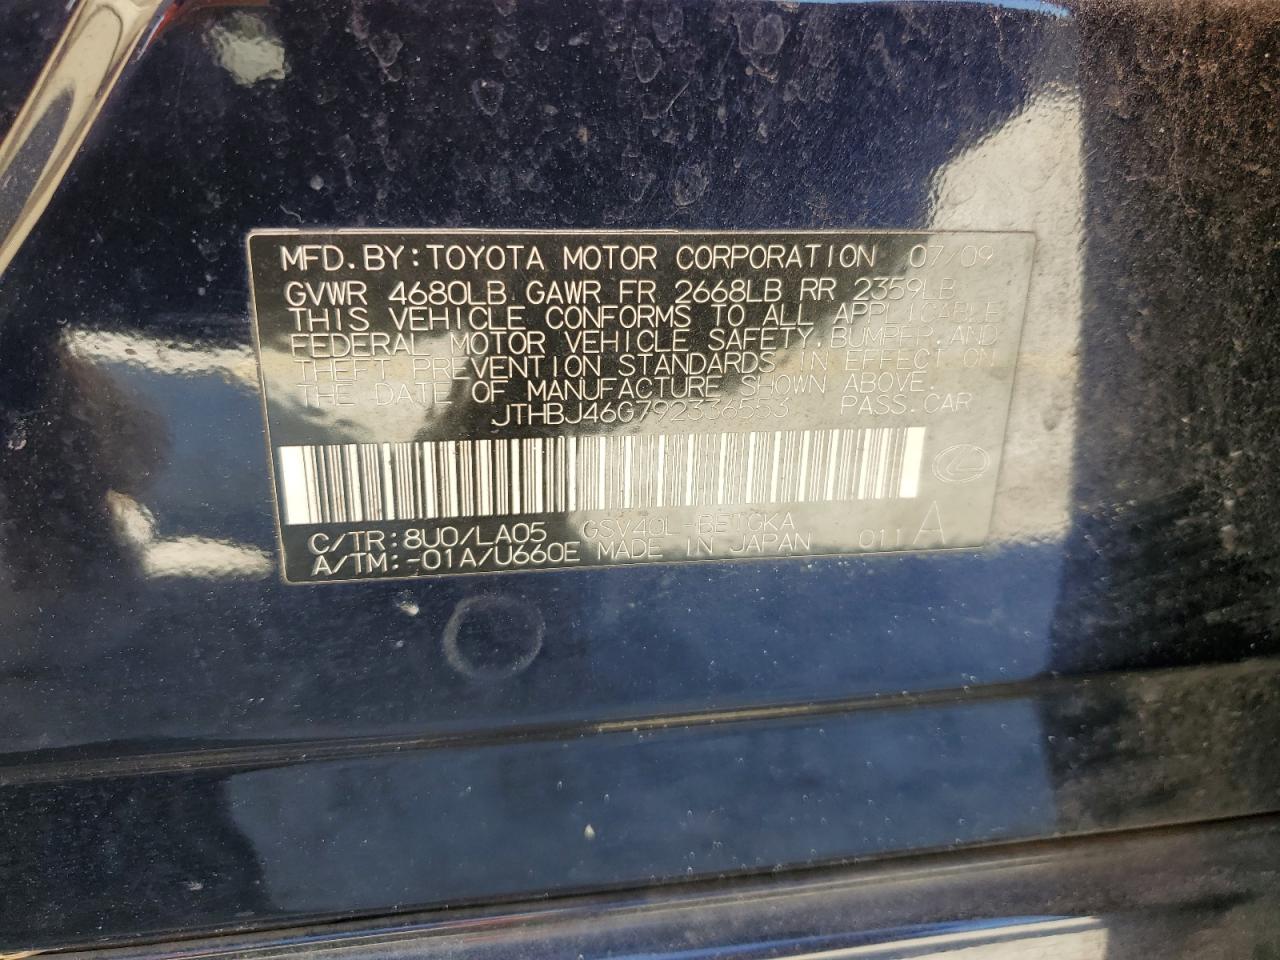 MFD.BY:TOYOTA MOTOR CORPORATION 07/09
GVWR 4680LB GAWR FR 2668LB RR 2359LB
THIS VEHICLE CONFORMS TO ALL APPLICABLE
FEDERAL MOTOR VEHICLE SAFETY,BUMPER,AND
THEFT PREVENTION STANDARDS IN EFFECT ON
THE DATE OF MANUFACTURE SHOWN ABOVE.
JTHBJ46G792336553 PASS.CAR
C/TR:8U0/LA05 GSV40L-BETGKA
A/TM:-01A/U660E MADE IN JAPAN 011 A